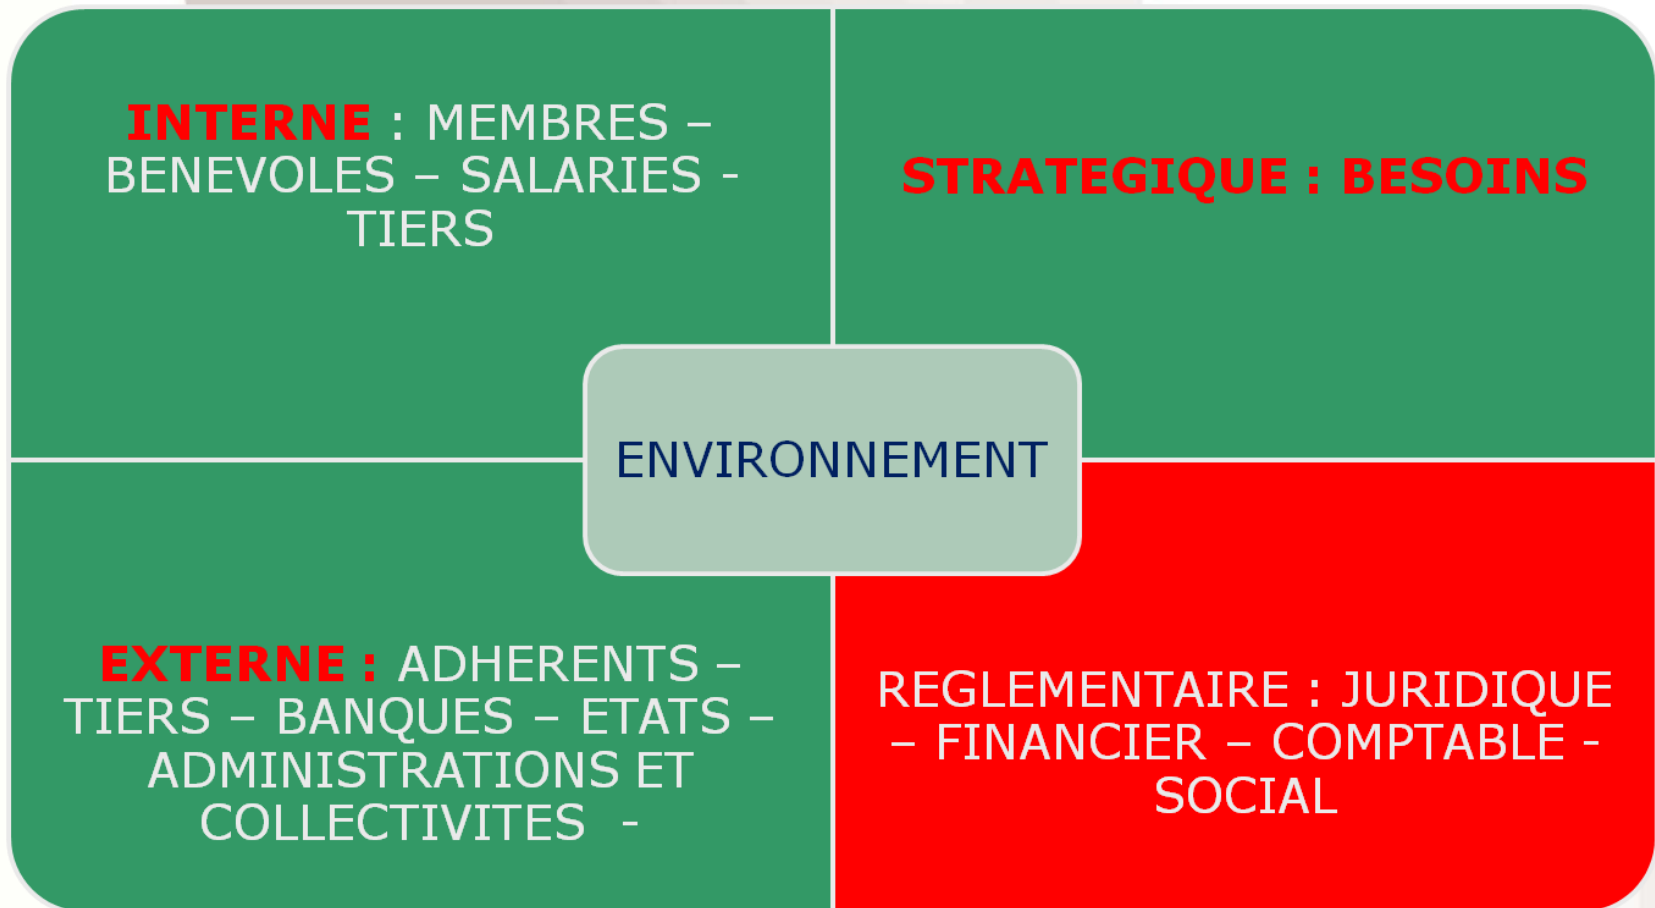 INTERNE : MEMBRES –
BENEVOLES – SALARIES -
TIERS
STRATEGIQUE : BESOINS
ENVIRONNEMENT
EXTERNE : ADHERENTS –
TIERS – BANQUES – ETATS –
ADMINISTRATIONS ET
COLLECTIVITES  -
REGLEMENTAIRE : JURIDIQUE
– FINANCIER – COMPTABLE -
SOCIAL